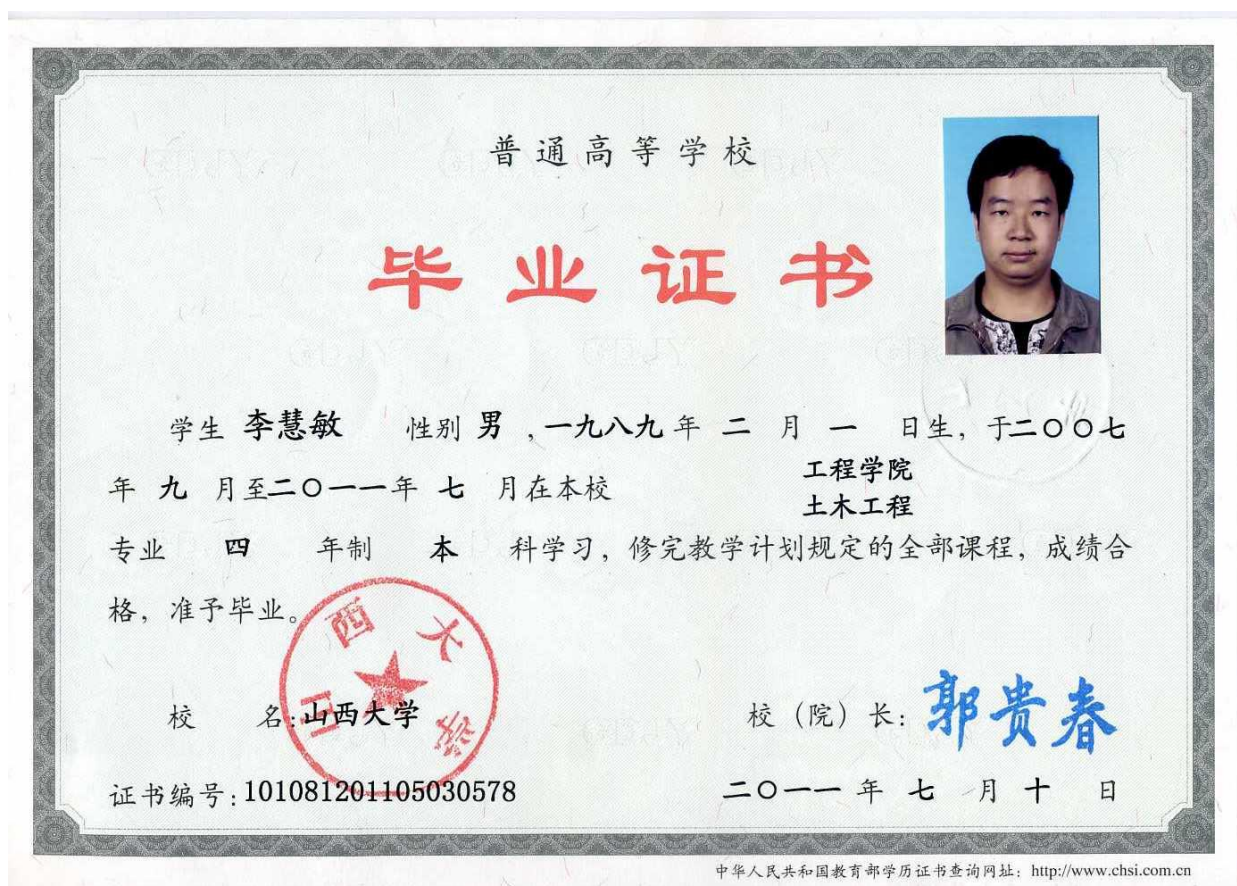 普通高等学校
毕业证书
学生 李慧敏 性别 男 ，一九八九 年 二 月 一 日生，于二〇〇七
年 九 月至二〇一一年 七 月在本校 工程学院
土木工程
专业 四 年制 本 科学习，修完教学计划规定的全部课程，成绩合
格，准予毕业。
山西大学
校 名：山西大学 校（院）长：郭贵春
证书编号：101081201105030578 二〇一一 年 七 月 十 日
中华人民共和国教育部学历证书查询网址：http://www.chsi.com.cn